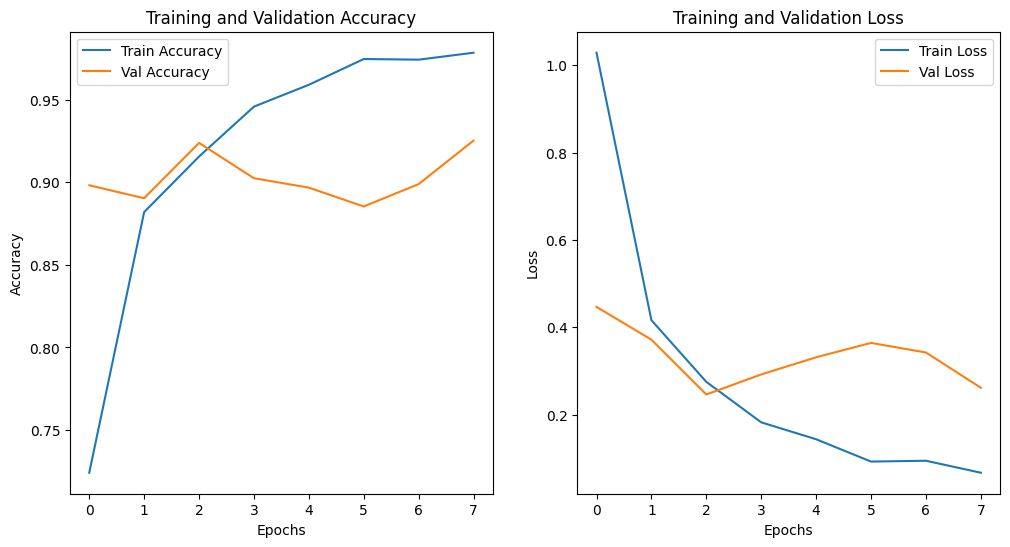 Training and Validation Accuracy
Train Accuracy
Val Accuracy
Accuracy
0.95
0.90
0.85
0.80
0.75
0 1 2 3 4 5 6 7
Epochs
Training and Validation Loss
Train Loss
Val Loss
Loss
1.0
0.8
0.6
0.4
0.2
0 1 2 3 4 5 6 7
Epochs